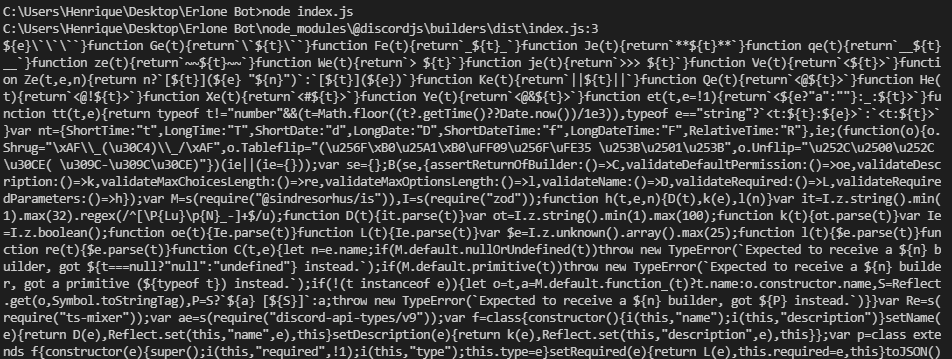 C:\Users\Henrique\Desktop\Erlone Bot>node index.js
C:\Users\Henrique\Desktop\Erlone Bot\node_modules\@discordjs\builders\dist\index.js:3
${e}\`\`\``}function Ge(t){return`\`${t}\``}function Fe(t){return`_${t}_`}function Je(t){return`**${t}**`}function qe(t){return`__${t}
__`}function ze(t){return`~~${t}~~`}function We(t){return`> ${t}`}function je(t){return`>>> ${t}`}function Ve(t){return`<${t}>`}functi
on Ze(t,e,n){return n?`[${t}](${e} "${n}")`:`[${t}](${e})`}function Ke(t){return`||${t}||`}function Qe(t){return`<@${t}>`}function He(
t){return`<@!${t}>`}function Xe(t){return`<#${t}>`}function Ye(t){return`<@&${t}>`}function et(t,e=!1){return`<${e?"a":""}:_:${t}>`}fu
nction tt(t,e){return typeof t!="number"&&(t=Math.floor((t?.getTime()??Date.now())/1e3)),typeof e=="string"?`<t:${t}:${e}>`:`<t:${t}>`
}var nt={ShortTime:"t",LongTime:"T",ShortDate:"d",LongDate:"D",ShortDateTime:"f",LongDateTime:"F",RelativeTime:"R"},ie;(function(o){o.
Shrug="\xAF\\_(\u30C4)\\_/\xAF",o.Tableflip="(\u256F\xB0\u25A1\xB0\uFF09\u256F\uFE35 \u253B\u2501\u253B",o.Unflip="\u252C\u2500\u252C
\u30CE( \u309C-\u309C\u30CE)"})(ie||(ie={}));var se={};B(se,{assertReturnOfBuilder:()=>C,validateDefaultPermission:()=>oe,validateDesc
ription:()=>k,validateMaxChoicesLength:()=>re,validateMaxOptionsLength:()=>l,validateName:()=>D,validateRequired:()=>L,validateRequire
dParameters:()=>h});var M=s(require("@sindresorhus/is")),I=s(require("zod"));function h(t,e,n){D(t),k(e),l(n)}var it=I.z.string().min(
1).max(32).regex(/^[\P{Lu}\p{N}_-]+$/u);function D(t){it.parse(t)}var ot=I.z.string().min(1).max(100);function k(t){ot.parse(t)}var Ie
=I.z.boolean();function oe(t){Ie.parse(t)}function L(t){Ie.parse(t)}var $e=I.z.unknown().array().max(25);function l(t){$e.parse(t)}fun
ction re(t){$e.parse(t)}function C(t,e){let n=e.name;if(M.default.nullOrUndefined(t))throw new TypeError(`Expected to receive a ${n} b
uilder, got ${t===null?"null":"undefined"} instead.`);if(M.default.primitive(t))throw new TypeError(`Expected to receive a ${n} builde
r, got a primitive (${typeof t}) instead.`);if(!(t instanceof e)){let o=t,a=M.default.function_(t)?t.name:o.constructor.name,S=Reflect
.get(o,Symbol.toStringTag),P=S?`${a} [${S}]`:a;throw new TypeError(`Expected to receive a ${n} builder, got ${P} instead.`)}}var Re=s(
require("ts-mixer"));var ae=s(require("discord-api-types/v9"));var f=class{constructor(){i(this,"name");i(this,"description")}setName(
e){return D(e),Reflect.set(this,"name",e),this}setDescription(e){return k(e),Reflect.set(this,"description",e),this}};var p=class exte
nds f{constructor(e){super();i(this,"required",!1);i(this,"type");this.type=e}setRequired(e){return L(e),this.required=e,this}toJSON()